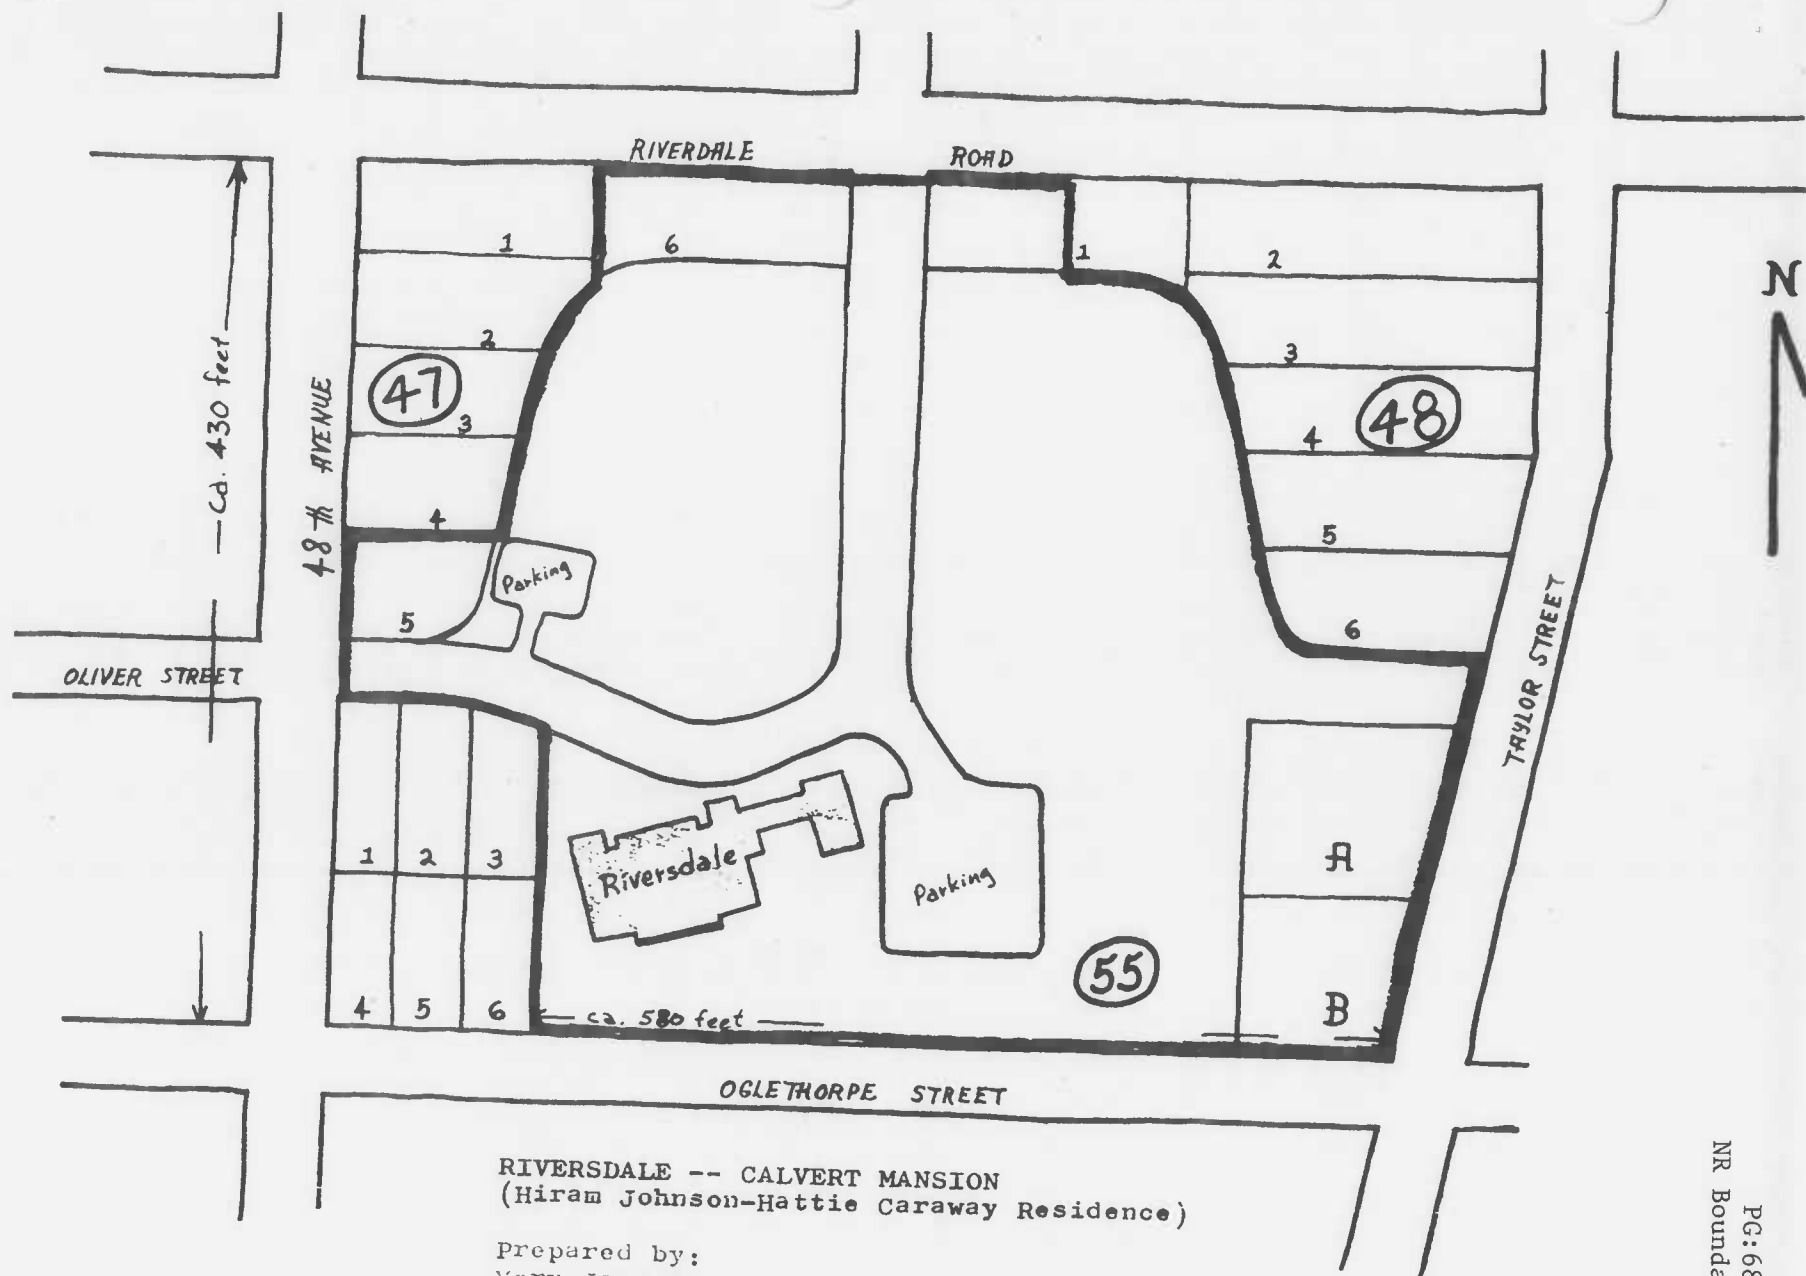 RIVERDALE ROAD
1
6
1
2
N
2
3
47
48
3
4
ca. 430 feet
48th AVENUE
4
5
Parking
5
6
OLIVER STREET
TAYLOR STREET
1 2 3
Riversdale
Parking
A
55
4 5 6
ca. 580 feet
B
OGLETHORPE STREET
RIVERSDALE -- CALVERT MANSION
(Hiram Johnson-Hattie Caraway Residence)
Prepared by:
PG:68
NR